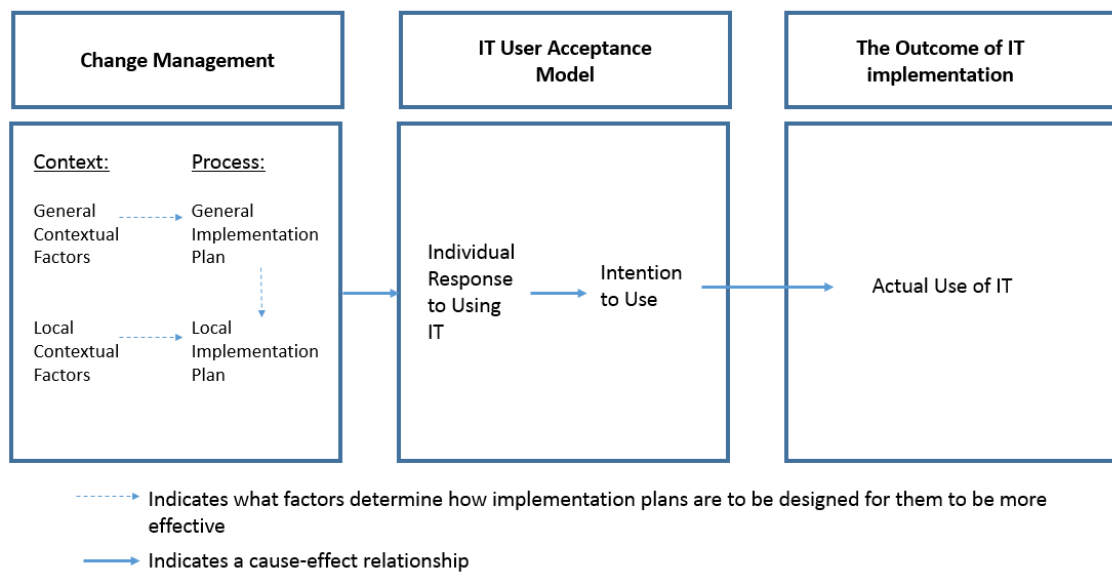 Change Management
IT User Acceptance
Model
The Outcome of IT
implementation
Context:
Process:
General
Contextual
Factors
General
Implementation
Plan
Local
Contextual
Factors
Local
Implementation
Plan
Individual
Response
to Using
IT
Intention
to Use
Actual Use of IT
Indicates what factors determine how implementation plans are to be designed for them to be more
effective
Indicates a cause-effect relationship